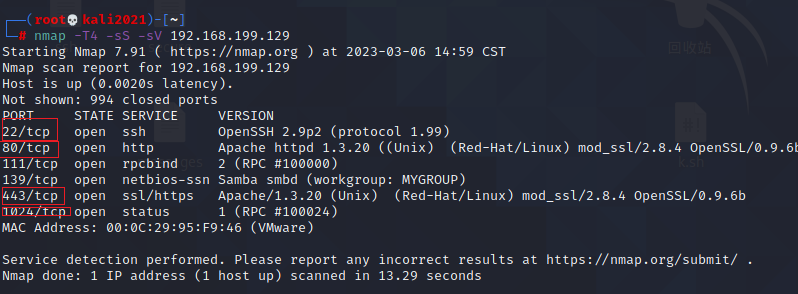 ┌──(root💀kali2021)-[~]
└─# nmap -T4 -sS -sV 192.168.199.129
Starting Nmap 7.91 ( https://nmap.org ) at 2023-03-06 14:59 CST
Nmap scan report for 192.168.199.129
Host is up (0.0020s latency).
Not shown: 994 closed ports
PORT STATE SERVICE VERSION
22/tcp open ssh OpenSSH 2.9p2 (protocol 1.99)
80/tcp open http Apache httpd 1.3.20 ((Unix) (Red-Hat/Linux) mod_ssl/2.8.4 OpenSSL/0.9.6b
111/tcp open rpcbind 2 (RPC #100000)
139/tcp open netbios-ssn Samba smbd (workgroup: MYGROUP)
443/tcp open ssl/https Apache/1.3.20 (Unix) (Red-Hat/Linux) mod_ssl/2.8.4 OpenSSL/0.9.6b
1024/tcp open status 1 (RPC #100024)
MAC Address: 00:0C:29:95:F9:46 (VMware)
Service detection performed. Please report any incorrect results at https://nmap.org/submit/ .
Nmap done: 1 IP address (1 host up) scanned in 13.29 seconds
回收站
k.sh